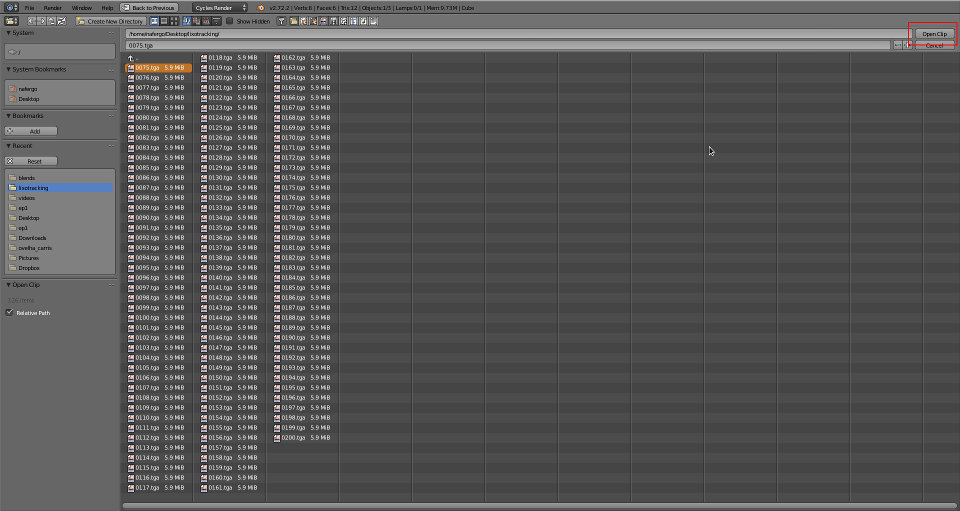 File
Render
Window
Help
Back to Previous
Cycles Render
v2.72.2 | Verts:8 | Faces:6 | Tris:12 | Objects:1/3 | Lamps:0/1 | Mem:9.73M | Cube
Create New Directory
Show Hidden
System
/
System Bookmarks
nafergo
Desktop
Bookmarks
Add
Recent
Reset
blends
lixotracking
videos
ep1
Desktop
ep1
Downloads
ovelha_carris
Pictures
Dropbox
Open Clip
126 items
Relative Path
/home/nafergo/Desktop/lixotracking/
Open Clip
0075.tga
Cancel
..
0075.tga 5.9 MiB
0076.tga 5.9 MiB
0077.tga 5.9 MiB
0078.tga 5.9 MiB
0079.tga 5.9 MiB
0080.tga 5.9 MiB
0081.tga 5.9 MiB
0082.tga 5.9 MiB
0083.tga 5.9 MiB
0084.tga 5.9 MiB
0085.tga 5.9 MiB
0086.tga 5.9 MiB
0087.tga 5.9 MiB
0088.tga 5.9 MiB
0089.tga 5.9 MiB
0090.tga 5.9 MiB
0091.tga 5.9 MiB
0092.tga 5.9 MiB
0093.tga 5.9 MiB
0094.tga 5.9 MiB
0095.tga 5.9 MiB
0096.tga 5.9 MiB
0097.tga 5.9 MiB
0098.tga 5.9 MiB
0099.tga 5.9 MiB
0100.tga 5.9 MiB
0101.tga 5.9 MiB
0102.tga 5.9 MiB
0103.tga 5.9 MiB
0104.tga 5.9 MiB
0105.tga 5.9 MiB
0106.tga 5.9 MiB
0107.tga 5.9 MiB
0108.tga 5.9 MiB
0109.tga 5.9 MiB
0110.tga 5.9 MiB
0111.tga 5.9 MiB
0112.tga 5.9 MiB
0113.tga 5.9 MiB
0114.tga 5.9 MiB
0115.tga 5.9 MiB
0116.tga 5.9 MiB
0117.tga 5.9 MiB
0118.tga 5.9 MiB
0119.tga 5.9 MiB
0120.tga 5.9 MiB
0121.tga 5.9 MiB
0122.tga 5.9 MiB
0123.tga 5.9 MiB
0124.tga 5.9 MiB
0125.tga 5.9 MiB
0126.tga 5.9 MiB
0127.tga 5.9 MiB
0128.tga 5.9 MiB
0129.tga 5.9 MiB
0130.tga 5.9 MiB
0131.tga 5.9 MiB
0132.tga 5.9 MiB
0133.tga 5.9 MiB
0134.tga 5.9 MiB
0135.tga 5.9 MiB
0136.tga 5.9 MiB
0137.tga 5.9 MiB
0138.tga 5.9 MiB
0139.tga 5.9 MiB
0140.tga 5.9 MiB
0141.tga 5.9 MiB
0142.tga 5.9 MiB
0143.tga 5.9 MiB
0144.tga 5.9 MiB
0145.tga 5.9 MiB
0146.tga 5.9 MiB
0147.tga 5.9 MiB
0148.tga 5.9 MiB
0149.tga 5.9 MiB
0150.tga 5.9 MiB
0151.tga 5.9 MiB
0152.tga 5.9 MiB
0153.tga 5.9 MiB
0154.tga 5.9 MiB
0155.tga 5.9 MiB
0156.tga 5.9 MiB
0157.tga 5.9 MiB
0158.tga 5.9 MiB
0159.tga 5.9 MiB
0160.tga 5.9 MiB
0161.tga 5.9 MiB
0162.tga 5.9 MiB
0163.tga 5.9 MiB
0164.tga 5.9 MiB
0165.tga 5.9 MiB
0166.tga 5.9 MiB
0167.tga 5.9 MiB
0168.tga 5.9 MiB
0169.tga 5.9 MiB
0170.tga 5.9 MiB
0171.tga 5.9 MiB
0172.tga 5.9 MiB
0173.tga 5.9 MiB
0174.tga 5.9 MiB
0175.tga 5.9 MiB
0176.tga 5.9 MiB
0177.tga 5.9 MiB
0178.tga 5.9 MiB
0179.tga 5.9 MiB
0180.tga 5.9 MiB
0181.tga 5.9 MiB
0182.tga 5.9 MiB
0183.tga 5.9 MiB
0184.tga 5.9 MiB
0185.tga 5.9 MiB
0186.tga 5.9 MiB
0187.tga 5.9 MiB
0188.tga 5.9 MiB
0189.tga 5.9 MiB
0190.tga 5.9 MiB
0191.tga 5.9 MiB
0192.tga 5.9 MiB
0193.tga 5.9 MiB
0194.tga 5.9 MiB
0195.tga 5.9 MiB
0196.tga 5.9 MiB
0197.tga 5.9 MiB
0198.tga 5.9 MiB
0199.tga 5.9 MiB
0200.tga 5.9 MiB